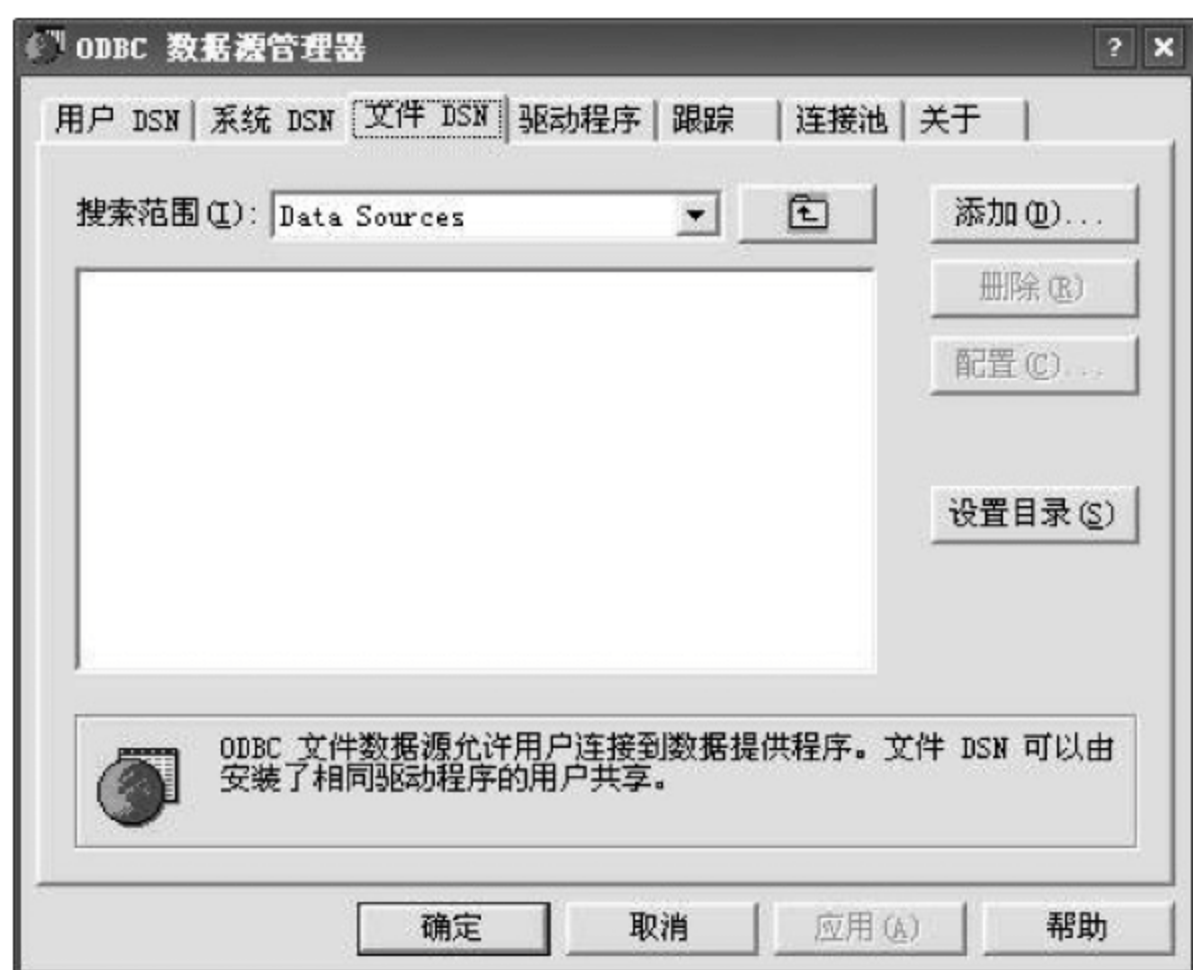 ODBC 数据源管理器
用户 DSN 系统 DSN 文件 DSN 驱动程序 跟踪 连接池 关于
搜索范围(I): Data Sources 添加(D)...
删除(R)
配置(C)...
设置目录(S)
ODBC 文件数据源允许用户连接到数据提供程序。文件 DSN 可以由
安装了相同驱动程序的用户共享。
确定 取消 应用(A) 帮助